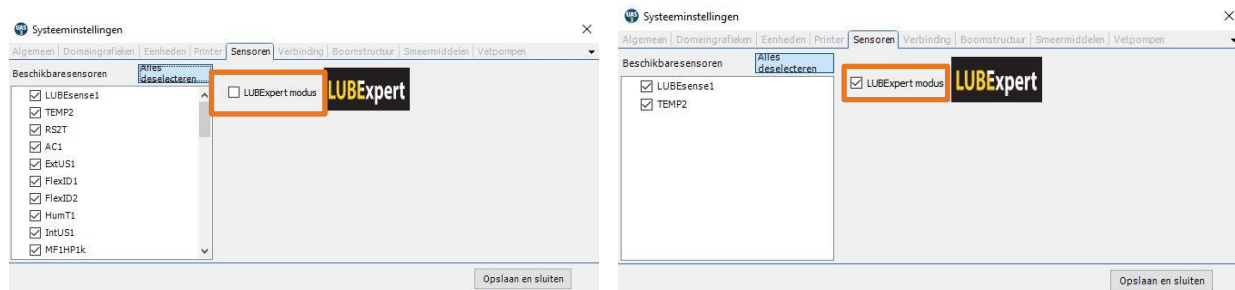 UAS Systeeminstellingen
Algemeen Domeingrafieken Eenheden Printer Sensoren Verbinding Boomstructuur Smeermiddelen Vetpompen
Beschikbaresensoren
Alles
deselecteren
LUBEsense1
TEMP2
RS2T
AC1
ExtUS1
FlexID1
FlexID2
HumT1
IntUS1
MF1HP1k
LUBExpert modus
LUBExpert
Opslaan en sluiten
UAS Systeeminstellingen
Algemeen Domeingrafieken Eenheden Printer Sensoren Verbinding Boomstructuur Smeermiddelen Vetpompen
Beschikbaresensoren
Alles
deselecteren
LUBEsense1
TEMP2
LUBExpert modus
LUBExpert
Opslaan en sluiten